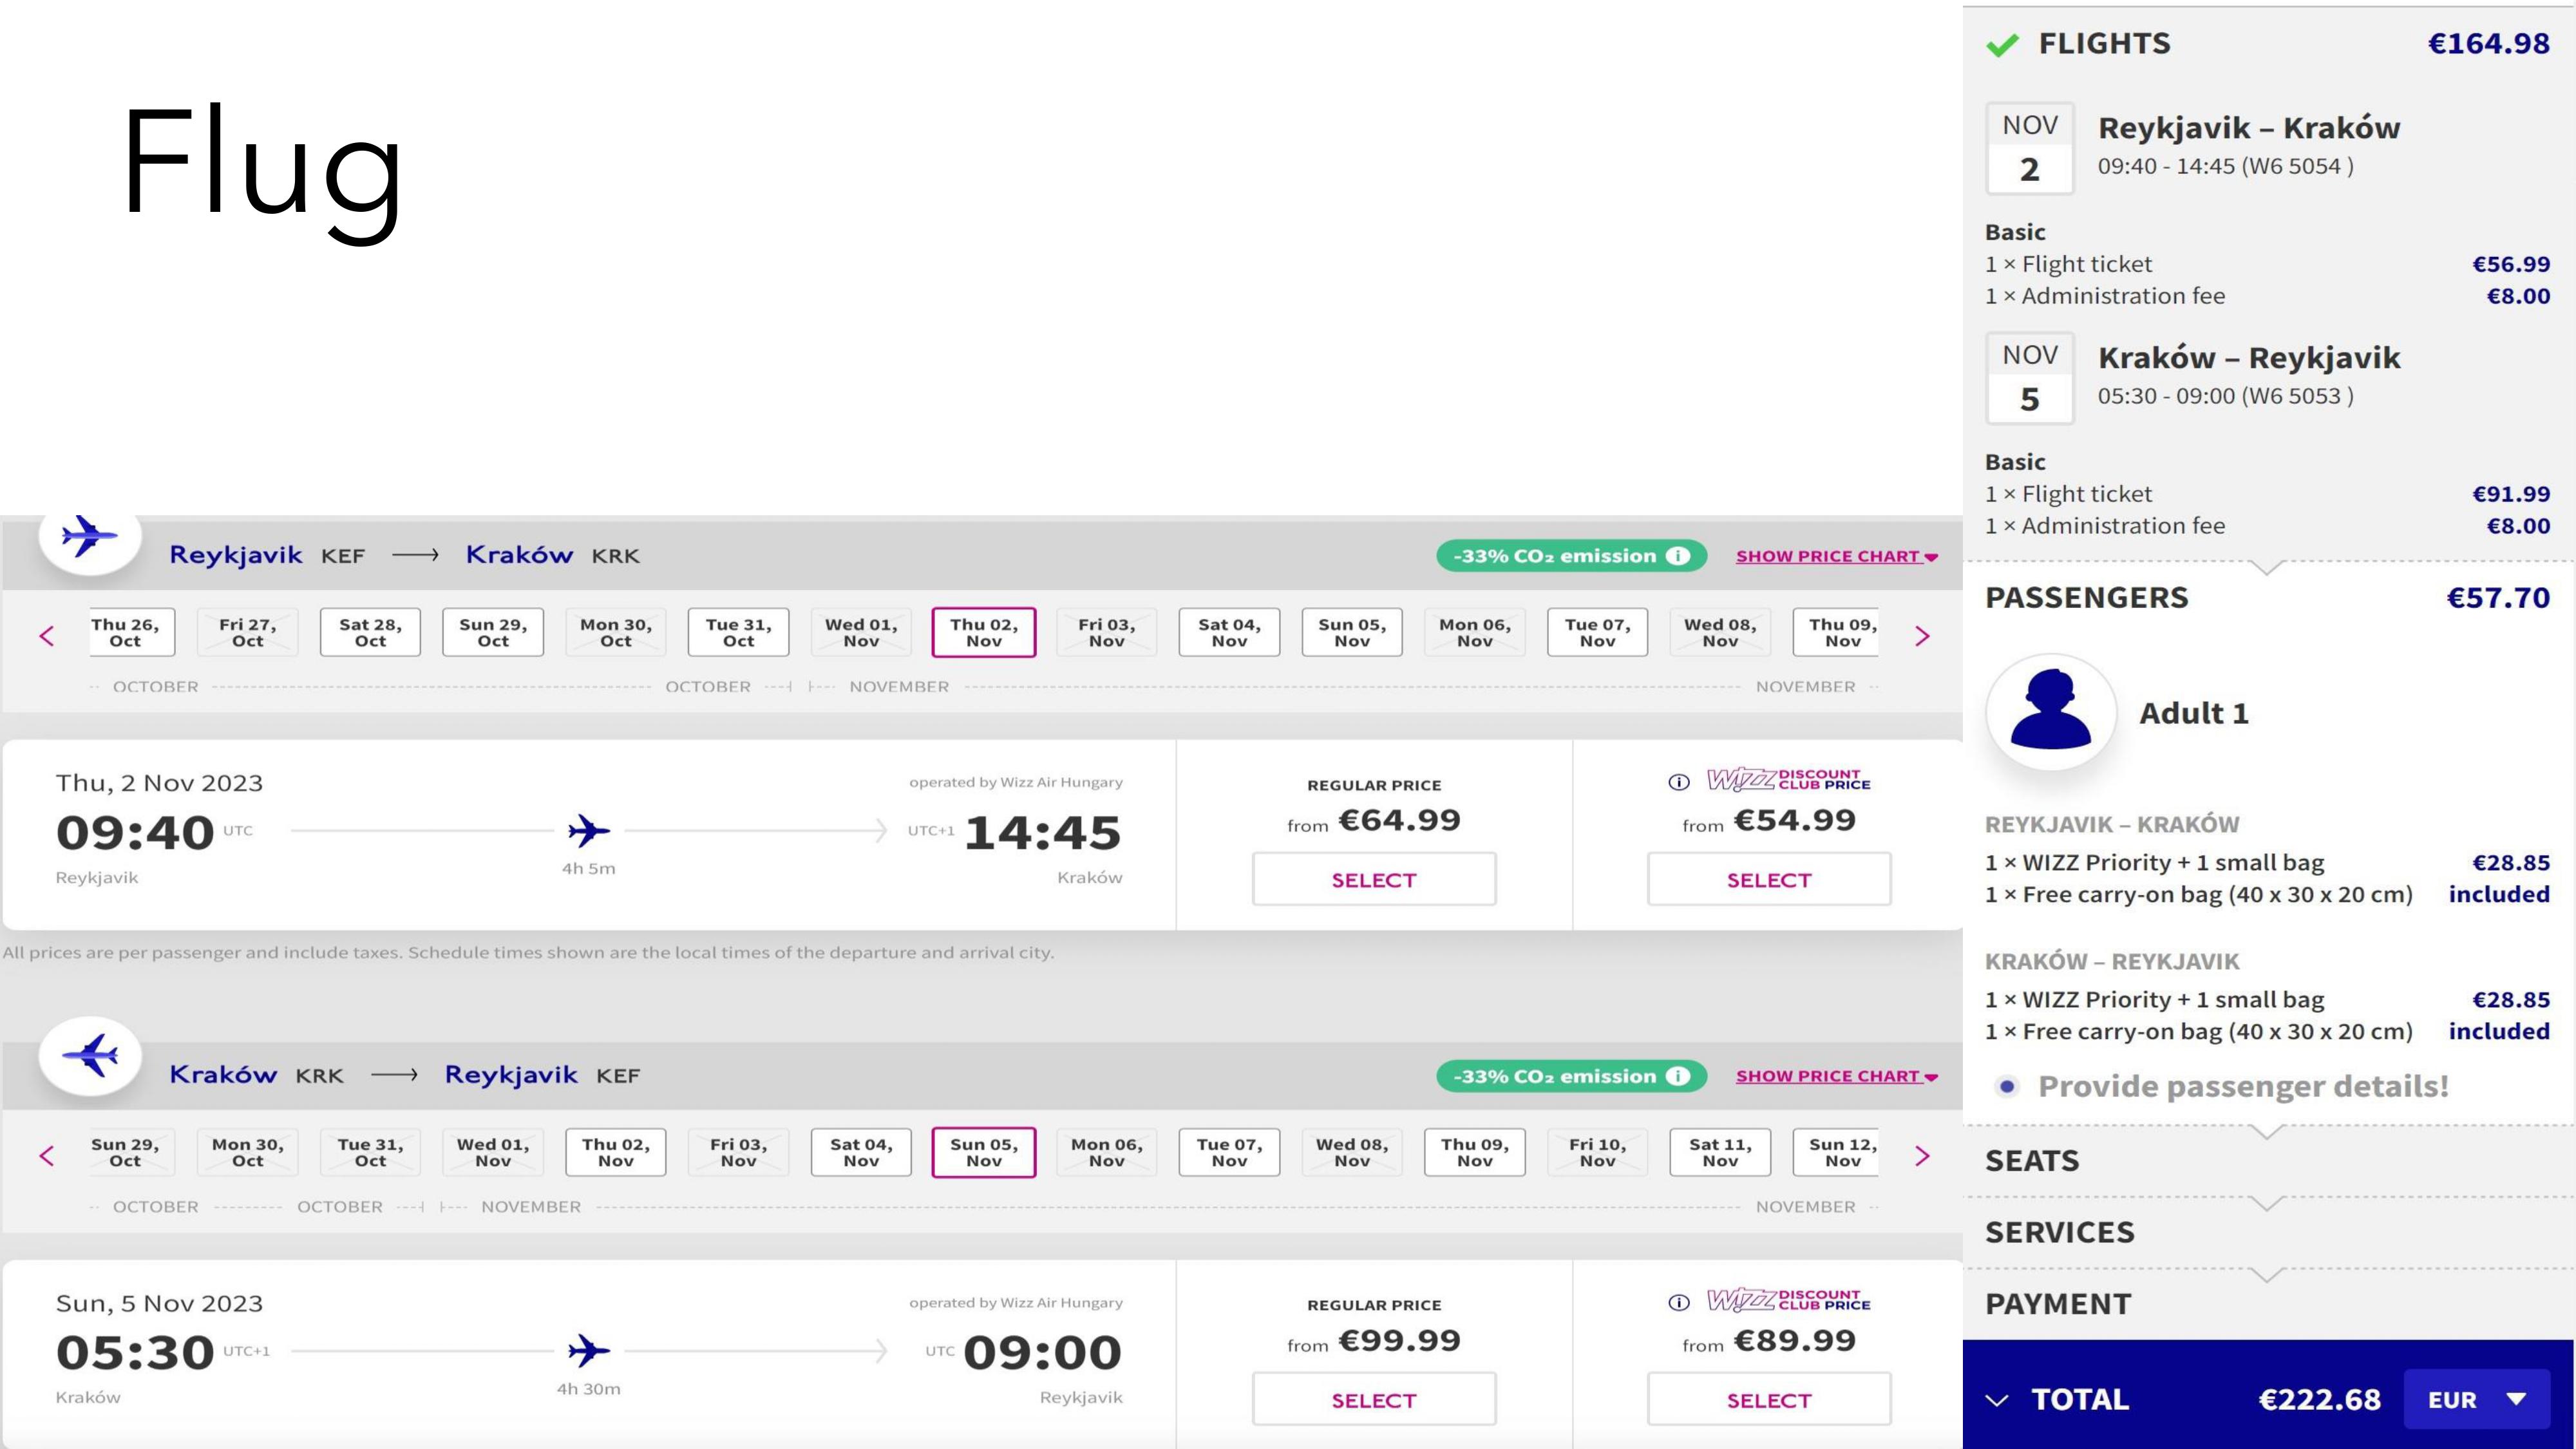 Flug
Reykjavik KEF → Kraków KRK
-33% CO₂ emission i
SHOW PRICE CHART
< Thu 26, Oct Fri 27, Oct Sat 28, Oct Sun 29, Oct Mon 30, Oct Tue 31, Oct Wed 01, Nov Thu 02, Nov Fri 03, Nov Sat 04, Nov Sun 05, Nov Mon 06, Nov Tue 07, Nov Wed 08, Nov Thu 09, Nov >
OCTOBER OCTOBER NOVEMBER NOVEMBER
Thu, 2 Nov 2023
operated by Wizz Air Hungary
09:40 UTC
UTC+1 14:45
4h 5m
Reykjavik
Kraków
REGULAR PRICE
from €64.99
SELECT
i Wizz DISCOUNT CLUB PRICE
from €54.99
SELECT
All prices are per passenger and include taxes. Schedule times shown are the local times of the departure and arrival city.
Kraków KRK → Reykjavik KEF
-33% CO₂ emission i
SHOW PRICE CHART
< Sun 29, Oct Mon 30, Oct Tue 31, Oct Wed 01, Nov Thu 02, Nov Fri 03, Nov Sat 04, Nov Sun 05, Nov Mon 06, Nov Tue 07, Nov Wed 08, Nov Thu 09, Nov Fri 10, Nov Sat 11, Nov Sun 12, Nov >
OCTOBER OCTOBER NOVEMBER NOVEMBER
Sun, 5 Nov 2023
operated by Wizz Air Hungary
05:30 UTC+1
UTC 09:00
4h 30m
Kraków
Reykjavik
REGULAR PRICE
from €99.99
SELECT
i Wizz DISCOUNT CLUB PRICE
from €89.99
SELECT
FLIGHTS €164.98
NOV 2
Reykjavik – Kraków
09:40 - 14:45 (W6 5054 )
Basic
1 × Flight ticket €56.99
1 × Administration fee €8.00
NOV 5
Kraków – Reykjavik
05:30 - 09:00 (W6 5053 )
Basic
1 × Flight ticket €91.99
1 × Administration fee €8.00
PASSENGERS €57.70
Adult 1
REYKJAVIK – KRAKÓW
1 × WIZZ Priority + 1 small bag €28.85
1 × Free carry-on bag (40 x 30 x 20 cm) included
KRAKÓW – REYKJAVIK
1 × WIZZ Priority + 1 small bag €28.85
1 × Free carry-on bag (40 x 30 x 20 cm) included
Provide passenger details!
SEATS
SERVICES
PAYMENT
TOTAL €222.68 EUR